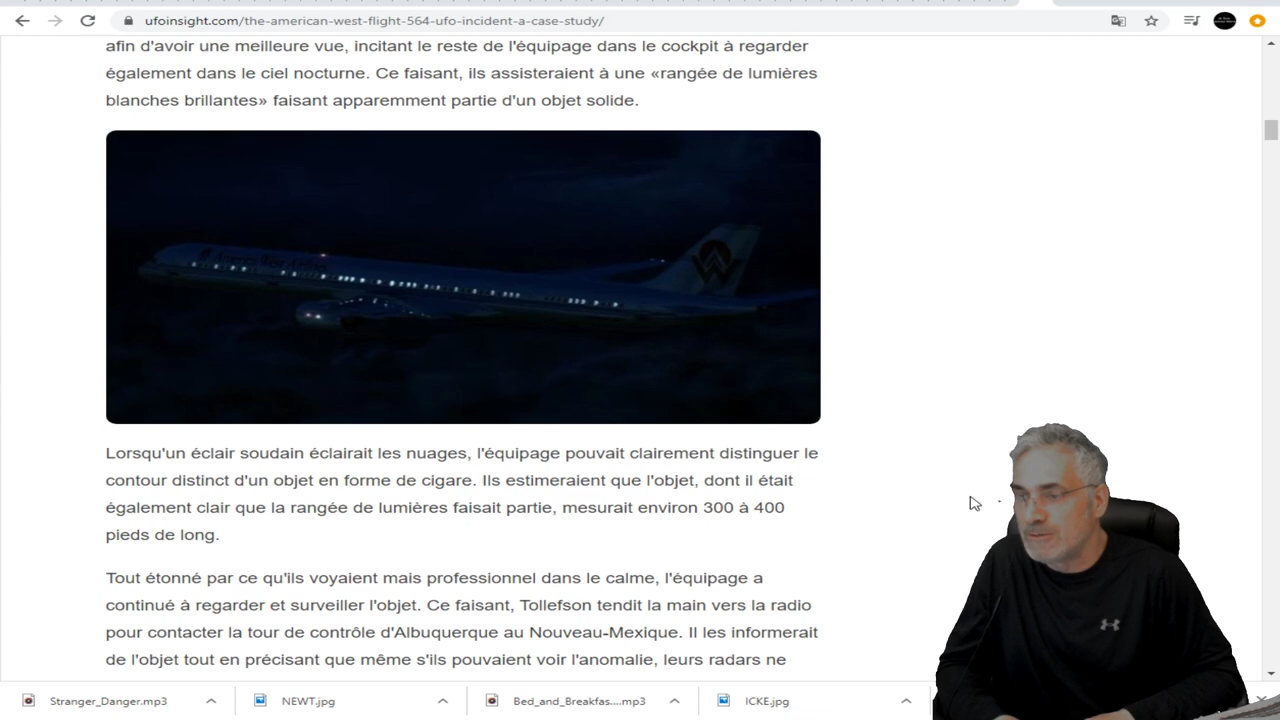 ufoinsight.com/the-american-west-flight-564-ufo-incident-a-case-study/
afin d'avoir une meilleure vue, incitant le reste de l'équipage dans le cockpit à regarder
également dans le ciel nocturne. Ce faisant, ils assisteraient à une «rangée de lumières
blanches brillantes» faisant apparemment partie d'un objet solide.
America West Airlines
Lorsqu'un éclair soudain éclairait les nuages, l'équipage pouvait clairement distinguer le
contour distinct d'un objet en forme de cigare. Ils estimeraient que l'objet, dont il était
également clair que la rangée de lumières faisait partie, mesurait environ 300 à 400
pieds de long.
Tout étonné par ce qu'ils voyaient mais professionnel dans le calme, l'équipage a
continué à regarder et surveiller l'objet. Ce faisant, Tollefson tendit la main vers la radio
pour contacter la tour de contrôle d'Albuquerque au Nouveau-Mexique. Il les informerait
de l'objet tout en précisant que même s'ils pouvaient voir l'anomalie, leurs radars ne
Stranger_Danger.mp3
NEWT.jpg
Bed_and_Breakfas....mp3
ICKE.jpg